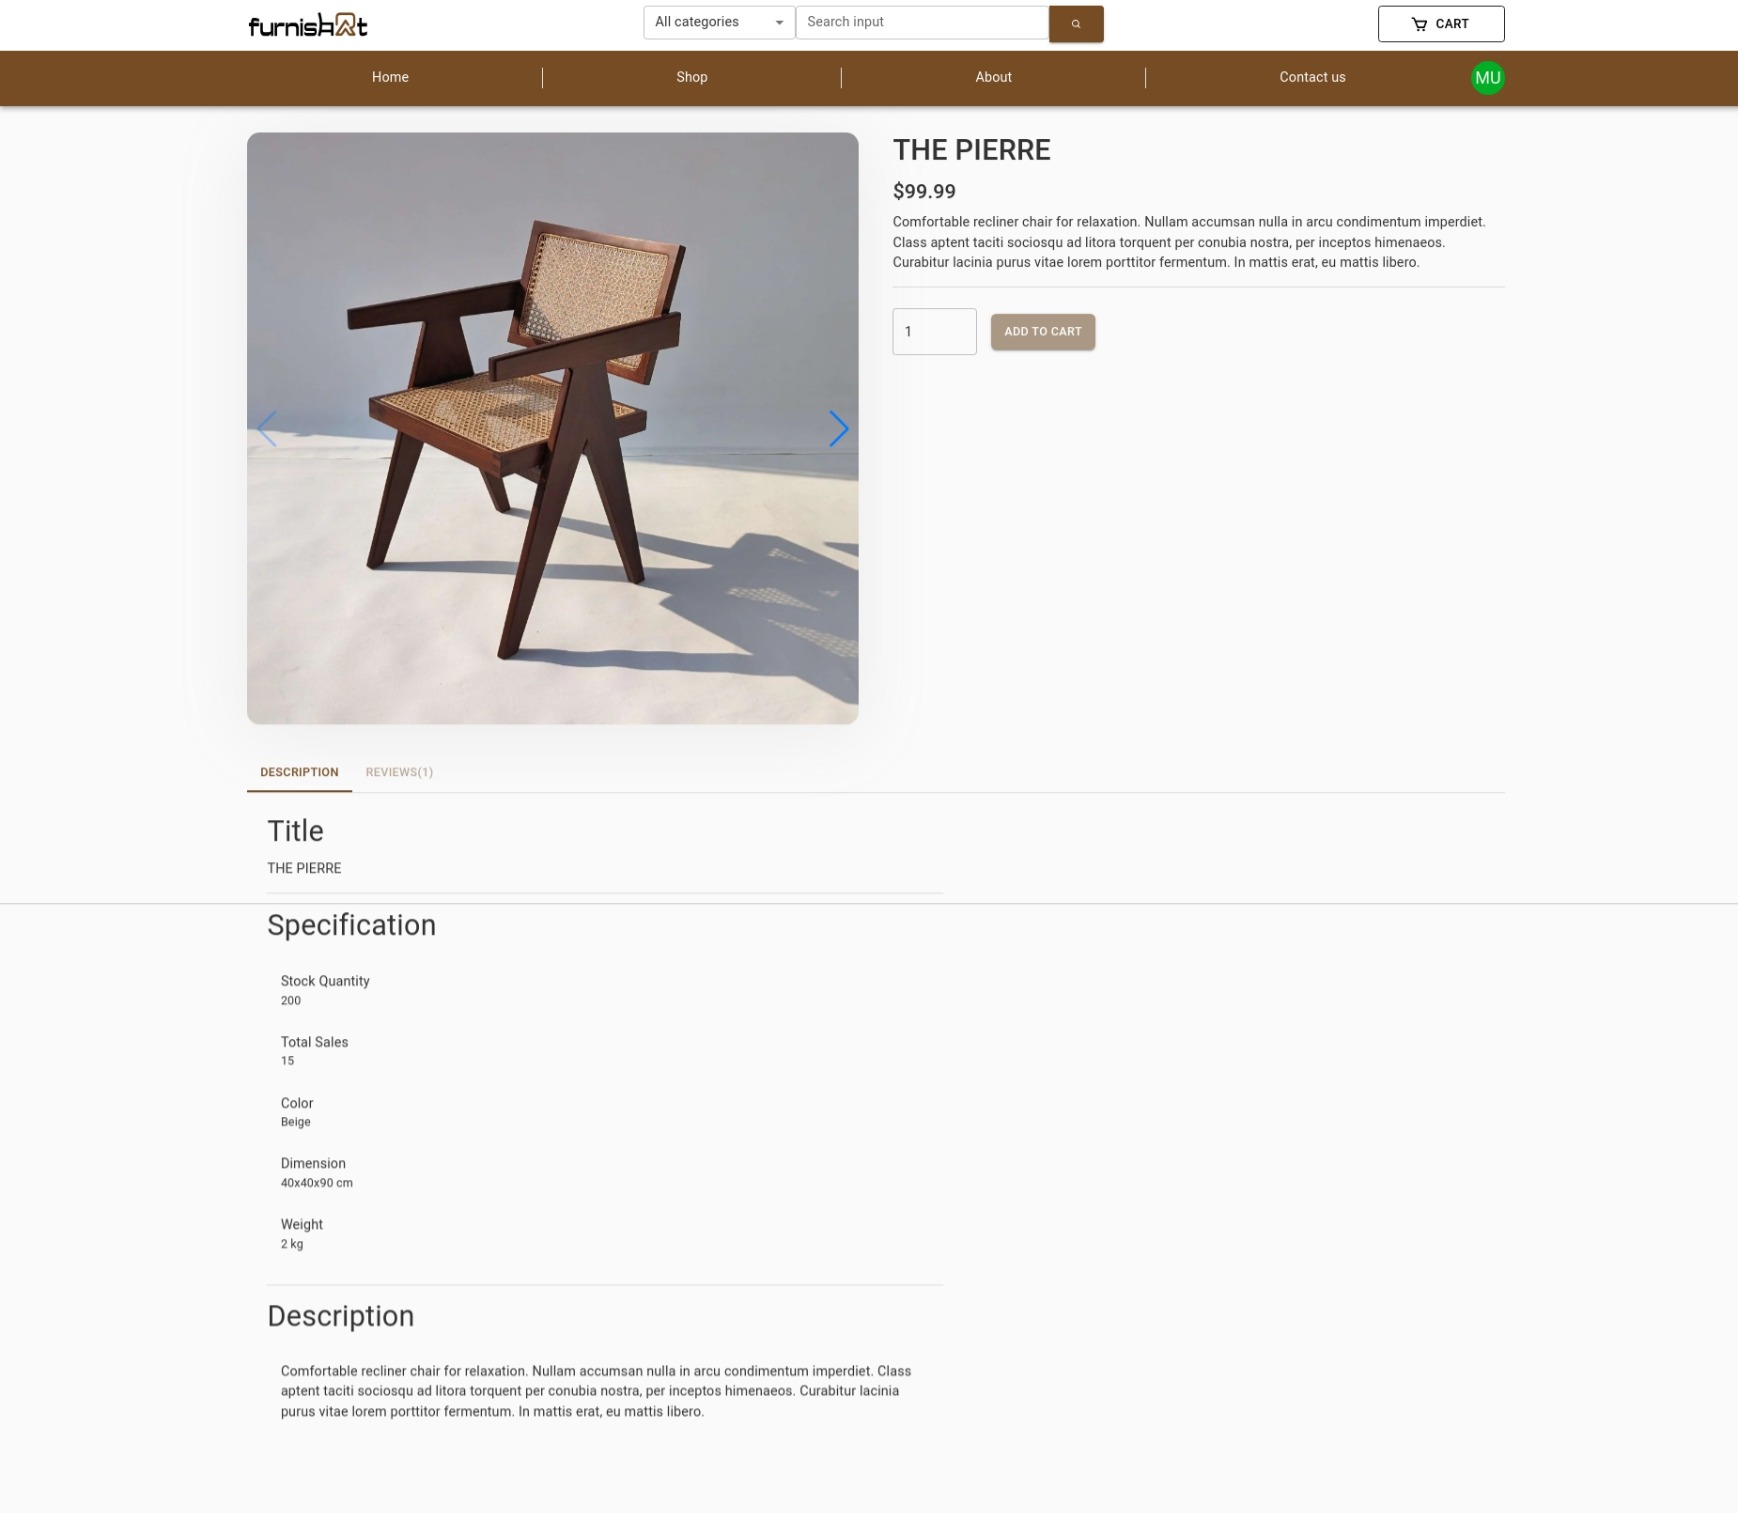 furnishart
All categories
Search input
CART
Home
Shop
About
Contact us
MU
THE PIERRE
$99.99
Comfortable recliner chair for relaxation. Nullam accumsan nulla in arcu condimentum imperdiet.
Class aptent taciti sociosqu ad litora torquent per conubia nostra, per inceptos himenaeos.
Curabitur lacinia purus vitae lorem porttitor fermentum. In mattis erat, eu mattis libero.
1
ADD TO CART
DESCRIPTION
REVIEWS(1)
Title
THE PIERRE
Specification
Stock Quantity
200
Total Sales
15
Color
Beige
Dimension
40x40x90 cm
Weight
2 kg
Description
Comfortable recliner chair for relaxation. Nullam accumsan nulla in arcu condimentum imperdiet. Class
aptent taciti sociosqu ad litora torquent per conubia nostra, per inceptos himenaeos. Curabitur lacinia
purus vitae lorem porttitor fermentum. In mattis erat, eu mattis libero.